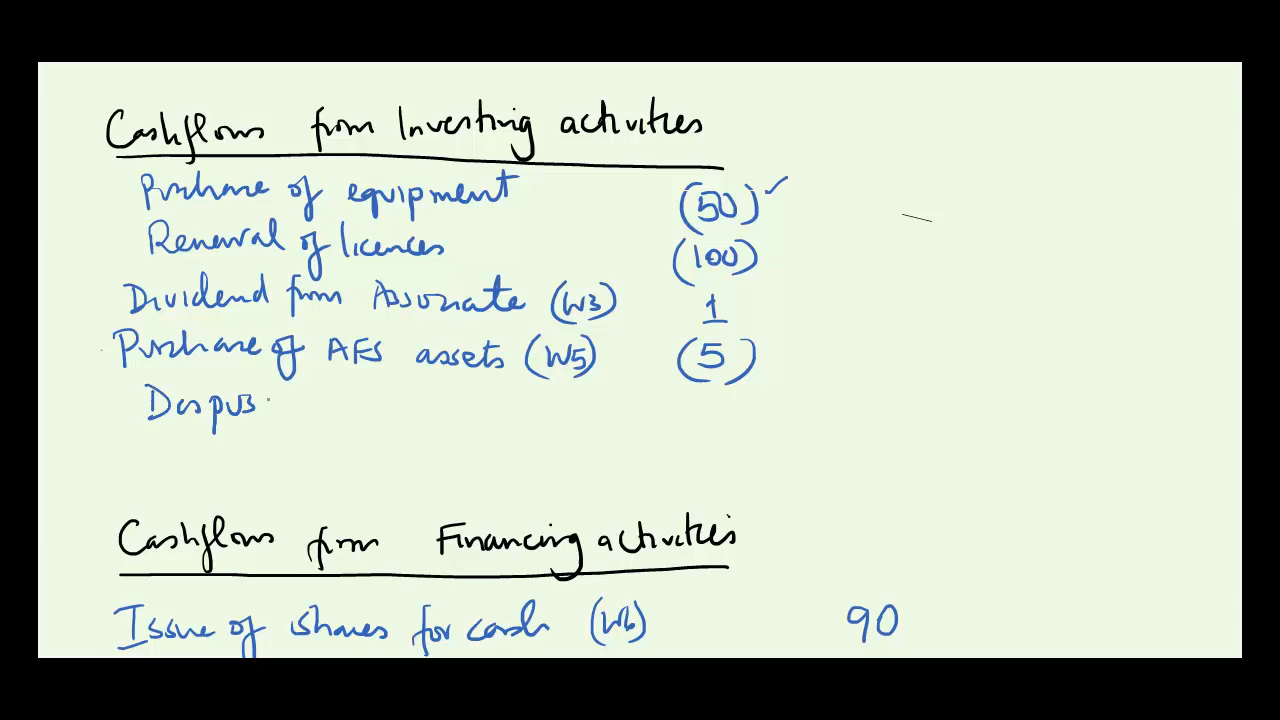 Cashflows from Investing activities
Purchase of equipment (50) ✓
Renewal of licences (100)
Dividend from Associate (W3) 1
Purchase of AFS assets (W5) (5)
Dispos
Cashflows from Financing activities
Issue of shares for cash (W6) 90